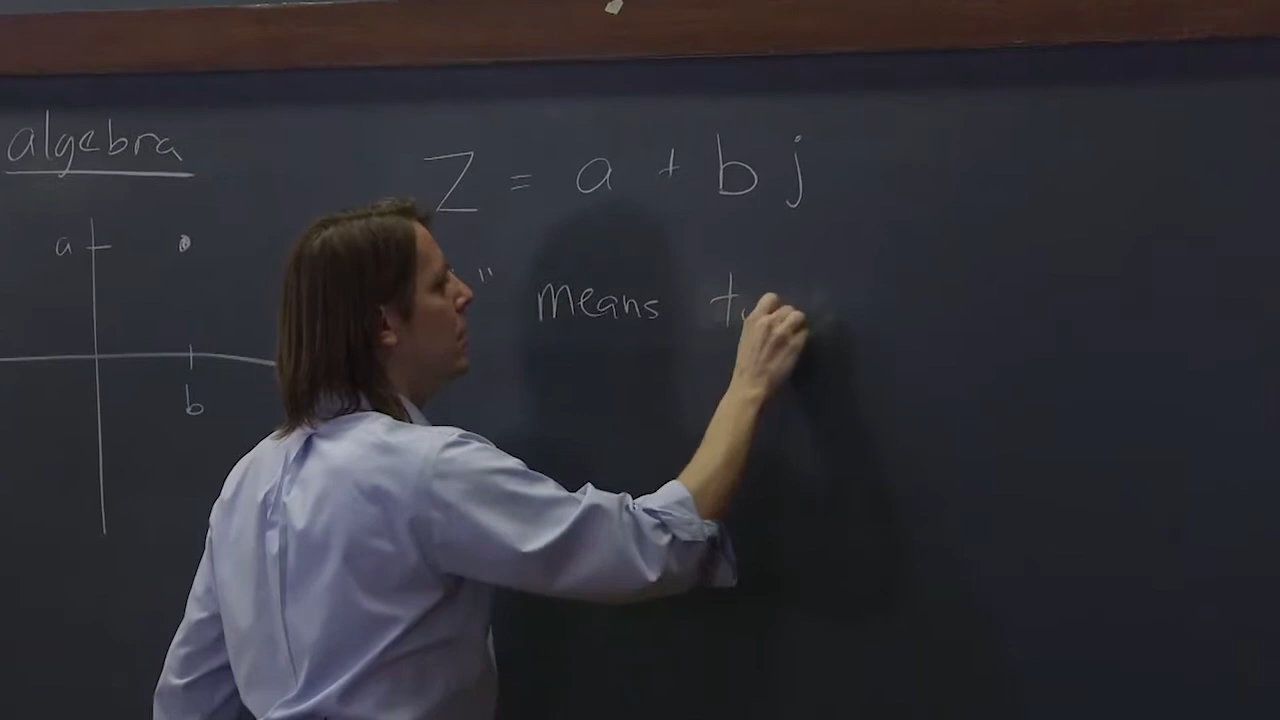 algebra
z = a + bj
" means
a
b